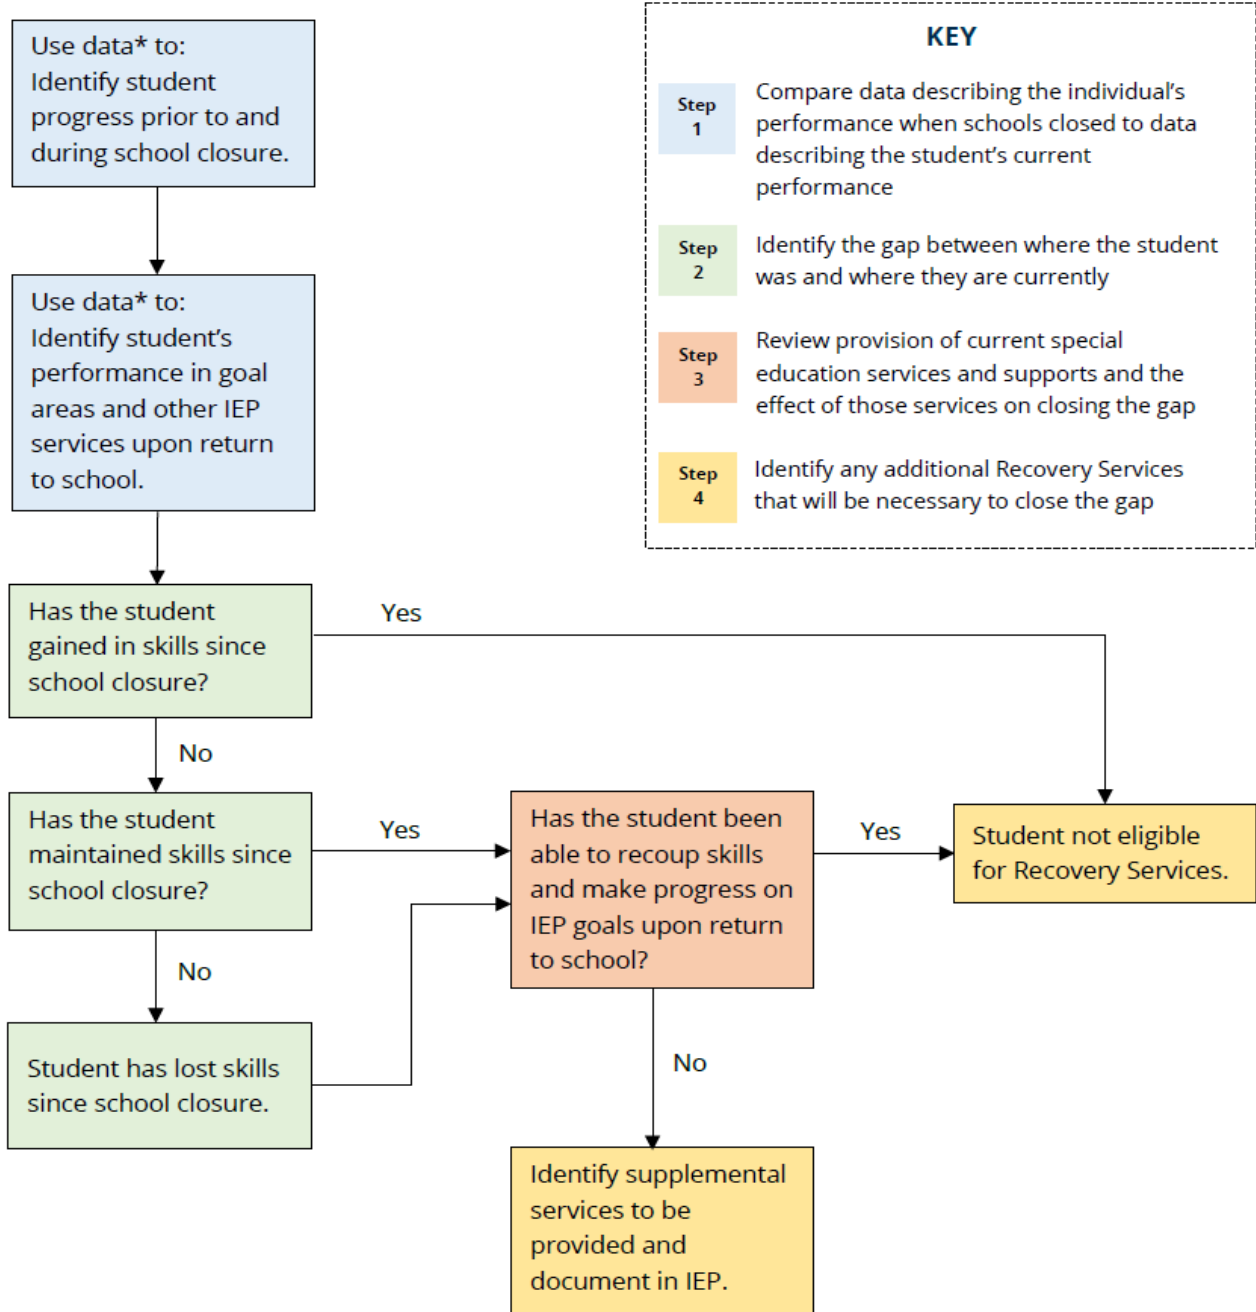 Use data* to:
Identify student
progress prior to and
during school closure.
Use data* to:
Identify student’s
performance in goal
areas and other IEP
services upon return
to school.
Has the student
gained in skills since
school closure?
Yes
No
Has the student
maintained skills since
school closure?
Yes
No
Student has lost skills
since school closure.
Has the student been
able to recoup skills
and make progress on
IEP goals upon return
to school?
Yes
No
Student not eligible
for Recovery Services.
Identify supplemental
services to be
provided and
document in IEP.
KEY
Step
1
Compare data describing the individual’s
performance when schools closed to data
describing the student’s current
performance
Step
2
Identify the gap between where the student
was and where they are currently
Step
3
Review provision of current special
education services and supports and the
effect of those services on closing the gap
Step
4
Identify any additional Recovery Services
that will be necessary to close the gap